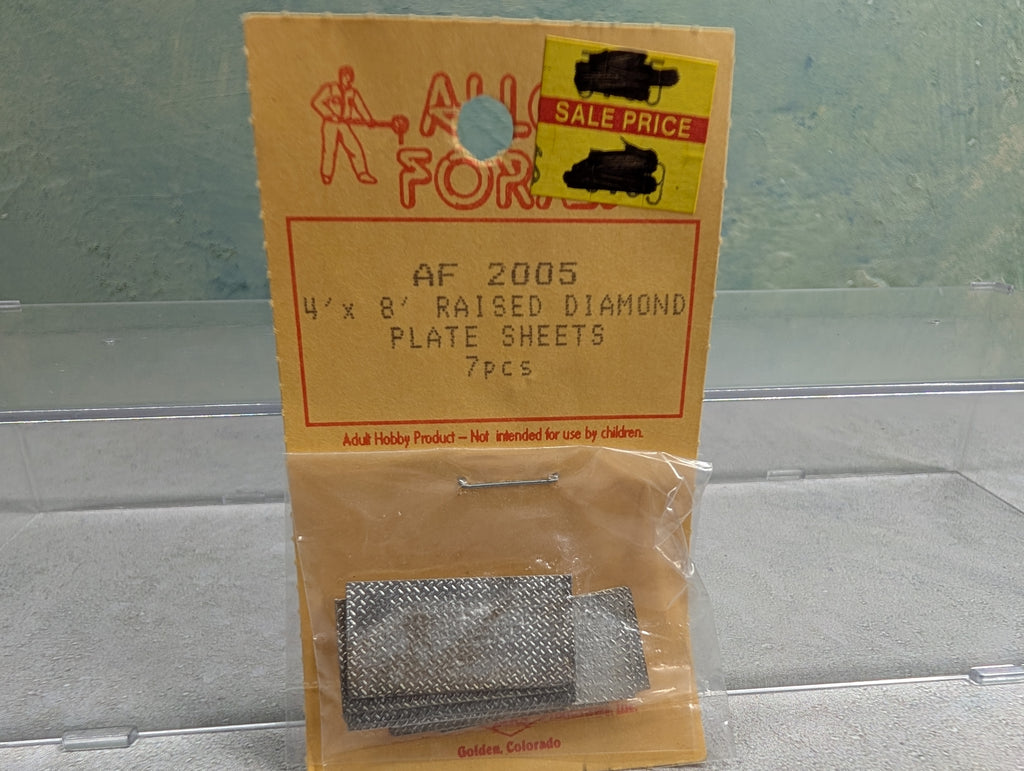 SALE PRICE
AF 2005
4'x 8' RAISED DIAMOND
PLATE SHEETS
7pcs
Adult Hobby Product – Not intended for use by children.
Golden, Colorado